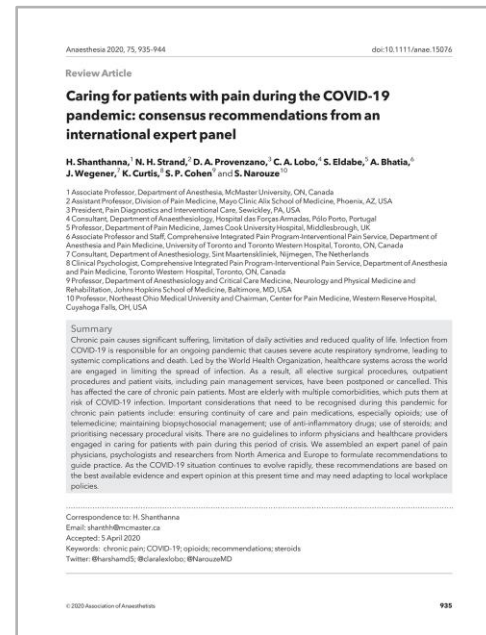 Anaesthesia 2020, 75, 935-944
doi:10.1111/anae.15076
Review Article
Caring for patients with pain during the COVID-19
pandemic: consensus recommendations from an
international expert panel
H. Shanthanna,1 N. H. Strand,2 D. A. Provenzano,3 C. A. Lobo,4 S. Eldabe,5 A. Bhatia,6
J. Wegener,7 K. Curtis,8 S. P. Cohen9 and S. Narouze10
1 Associate Professor, Department of Anesthesia, McMaster University, ON, Canada
2 Assistant Professor, Division of Pain Medicine, Mayo Clinic Alix School of Medicine, Phoenix, AZ, USA
3 President, Pain Diagnostics and Interventional Care, Sewickley, PA, USA
4 Consultant, Department of Anaesthesiology, Hospital das Forças Armadas, Pólo Porto, Portugal
5 Professor, Department of Pain Medicine, James Cook University Hospital, Middlesbrough, UK
6 Associate Professor and Staff, Comprehensive Integrated Pain Program-Interventional Pain Service, Department of
Anesthesia and Pain Medicine, University of Toronto and Toronto Western Hospital, Toronto, ON, Canada
7 Consultant, Department of Anesthesiology, Sint Maartenskliniek, Nijmegen, The Netherlands
8 Clinical Psychologist, Comprehensive Integrated Pain Program-Interventional Pain Service, Department of Anesthesia
and Pain Medicine, Toronto Western Hospital, Toronto, ON, Canada
9 Professor, Department of Anesthesiology and Critical Care Medicine, Neurology and Physical Medicine and
Rehabilitation, Johns Hopkins School of Medicine, Baltimore, MD, USA
10 Professor, Northeast Ohio Medical University and Chairman, Center for Pain Medicine, Western Reserve Hospital,
Cuyahoga Falls, OH, USA
Summary
Chronic pain causes significant suffering, limitation of daily activities and reduced quality of life. Infection from
COVID-19 is responsible for an ongoing pandemic that causes severe acute respiratory syndrome, leading to
systemic complications and death. Led by the World Health Organization, healthcare systems across the world
are engaged in limiting the spread of infection. As a result, all elective surgical procedures, outpatient
procedures and patient visits, including pain management services, have been postponed or cancelled. This
has affected the care of chronic pain patients. Most are elderly with multiple comorbidities, which puts them at
risk of COVID-19 infection. Important considerations that need to be recognised during this pandemic for
chronic pain patients include: ensuring continuity of care and pain medications, especially opioids; use of
telemedicine; maintaining biopsychosocial management; use of anti-inflammatory drugs; use of steroids; and
prioritising necessary procedural visits. There are no guidelines to inform physicians and healthcare providers
engaged in caring for patients with pain during this period of crisis. We assembled an expert panel of pain
physicians, psychologists and researchers from North America and Europe to formulate recommendations to
guide practice. As the COVID-19 situation continues to evolve rapidly, these recommendations are based on
the best available evidence and expert opinion at this present time and may need adapting to local workplace
policies.
Correspondence to: H. Shanthanna
Email: shanthh@mcmaster.ca
Accepted: 5 April 2020
Keywords: chronic pain; COVID-19; opioids; recommendations; steroids
Twitter: @harshamd5; @claralexlobo; @NarouzeMD
© 2020 Association of Anaesthetists
935